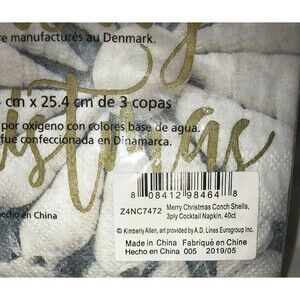 re manufacturés au Denmark.
cm x 25.4 cm de 3 copas
por oxígeno con colores base de agua.
fue confeccionada en Dinamarca.
Hecho en China
8 08412 98464 8
Z4NC7472 Merry Christmas Conch Shells,
3ply Cocktail Napkin, 40ct
© Kimberly Allen, art provided by A.D. Lines Eurogroup Inc.
Made in China Fabriqué en Chine
Hecho en China 005 2019/05